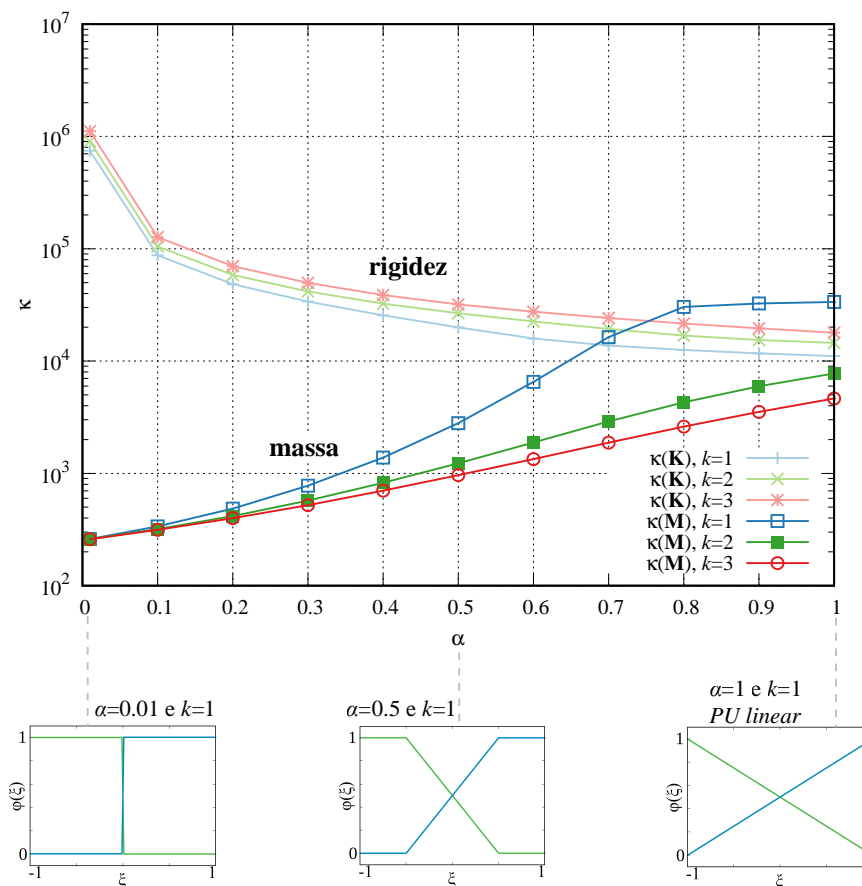 10^7
10^6
10^5
10^4
10^3
10^2
κ
rigidez
massa
κ(K), k=1
κ(K), k=2
κ(K), k=3
κ(M), k=1
κ(M), k=2
κ(M), k=3
0 0.1 0.2 0.3 0.4 0.5 0.6 0.7 0.8 0.9 1
α
α=0.01 e k=1
1
φ(ξ)
0
-1 ξ 1
α=0.5 e k=1
1
φ(ξ)
0
-1 ξ 1
α=1 e k=1
PU linear
1
φ(ξ)
0
-1 ξ 1